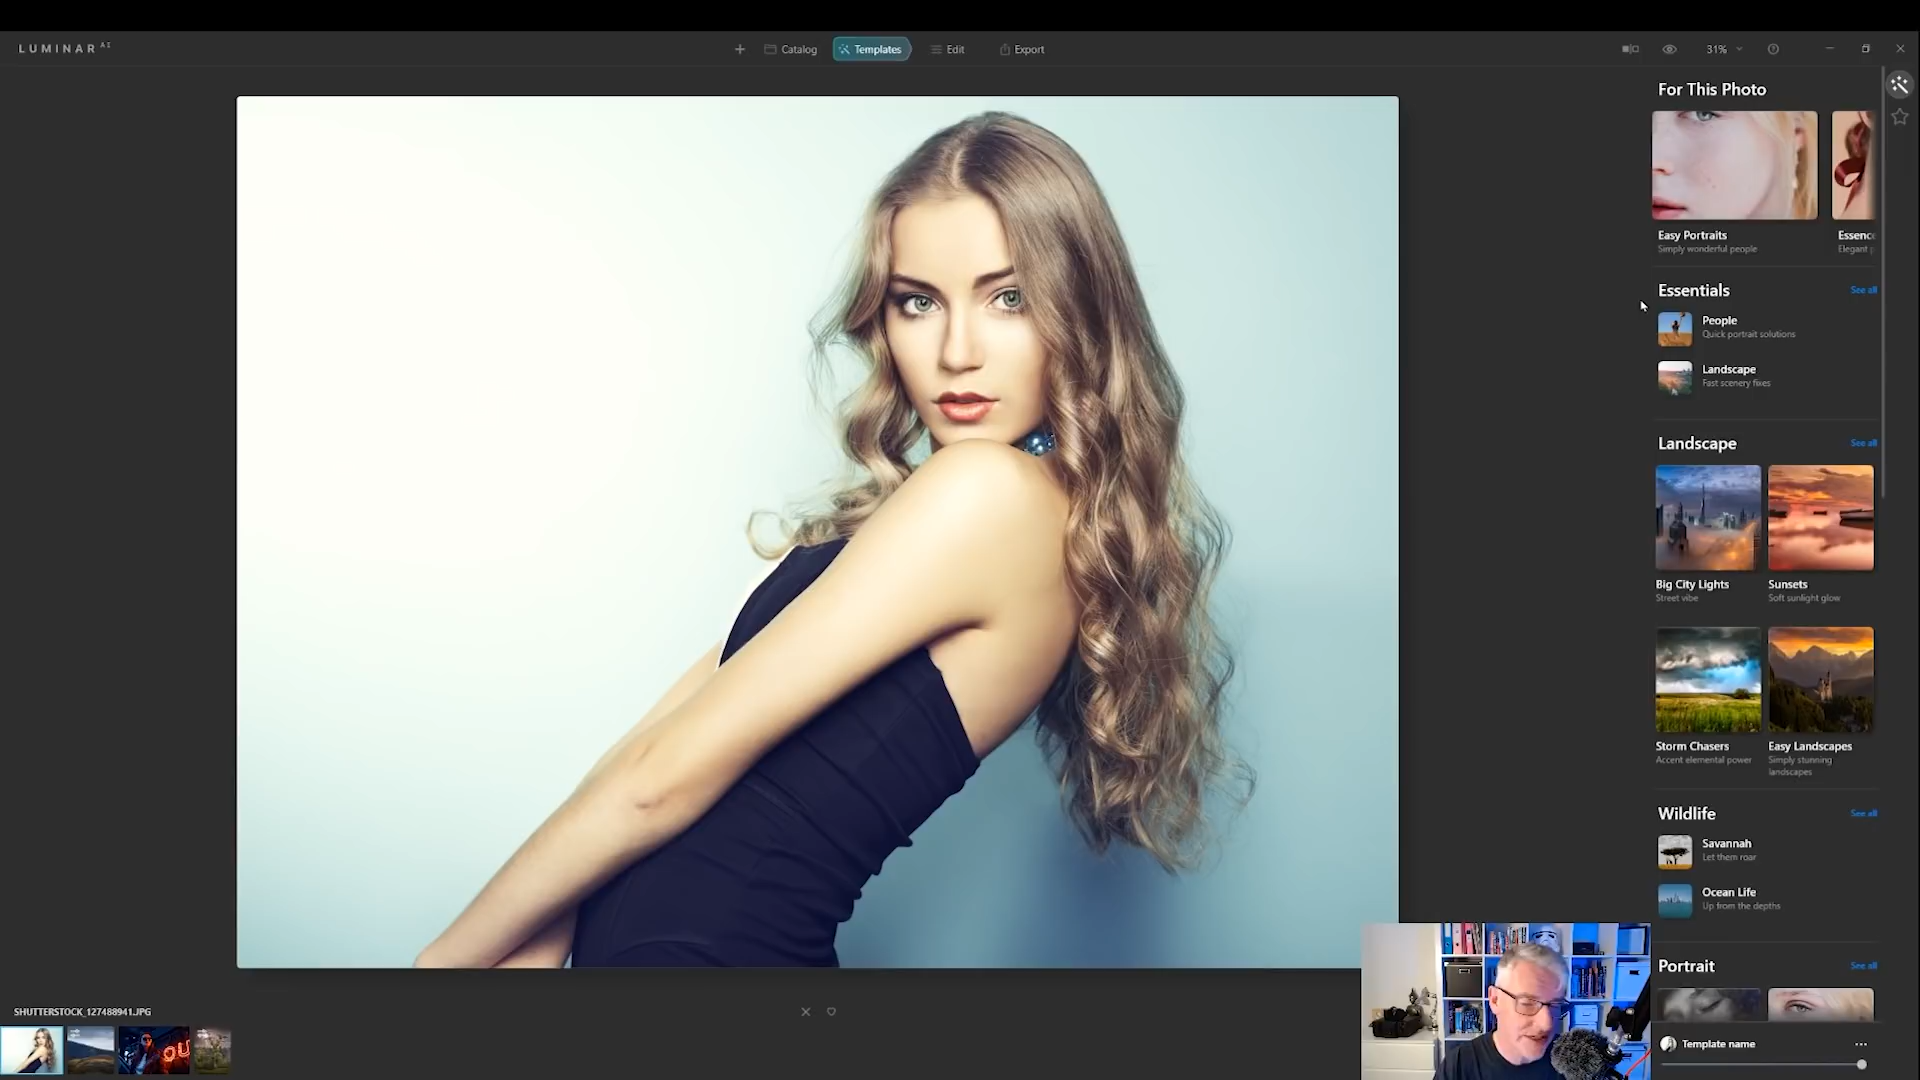 LUMINAR AI
Catalog
Templates
Edit
Export
31%
For This Photo
Easy Portraits
Simply wonderful people
Essenc
Elegant p
Essentials
See all
People
Quick portrait solutions
Landscape
Fast scenery fixes
Landscape
See all
Big City Lights
Street vibe
Sunsets
Soft sunlight glow
Storm Chasers
Accent elemental power
Easy Landscapes
Simply stunning
landscapes
Wildlife
See all
Savannah
Let them roar
Ocean Life
Up from the depths
Portrait
See all
SHUTTERSTOCK_127488941.JPG
OU
Template name